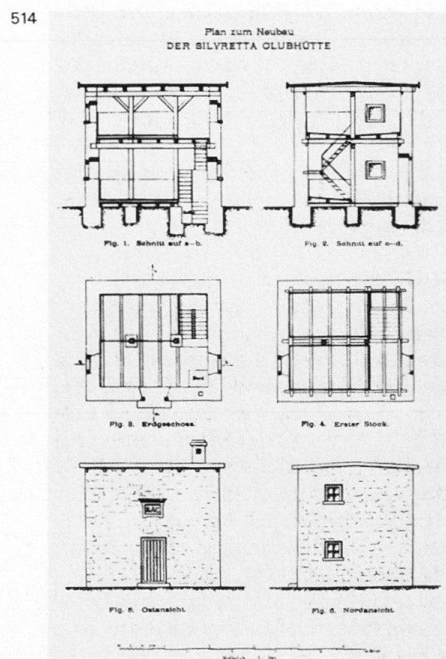 514
Plan zum Neubau
DER SILVRETTA CLUBHÜTTE
Fig. 1. Schnitt auf a–b.
Fig. 2. Schnitt auf c–d.
Fig. 3. Erdgeschoss.
Fig. 4. Erster Stock.
SAC
Fig. 5. Ostansicht.
Fig. 6. Nordansicht.